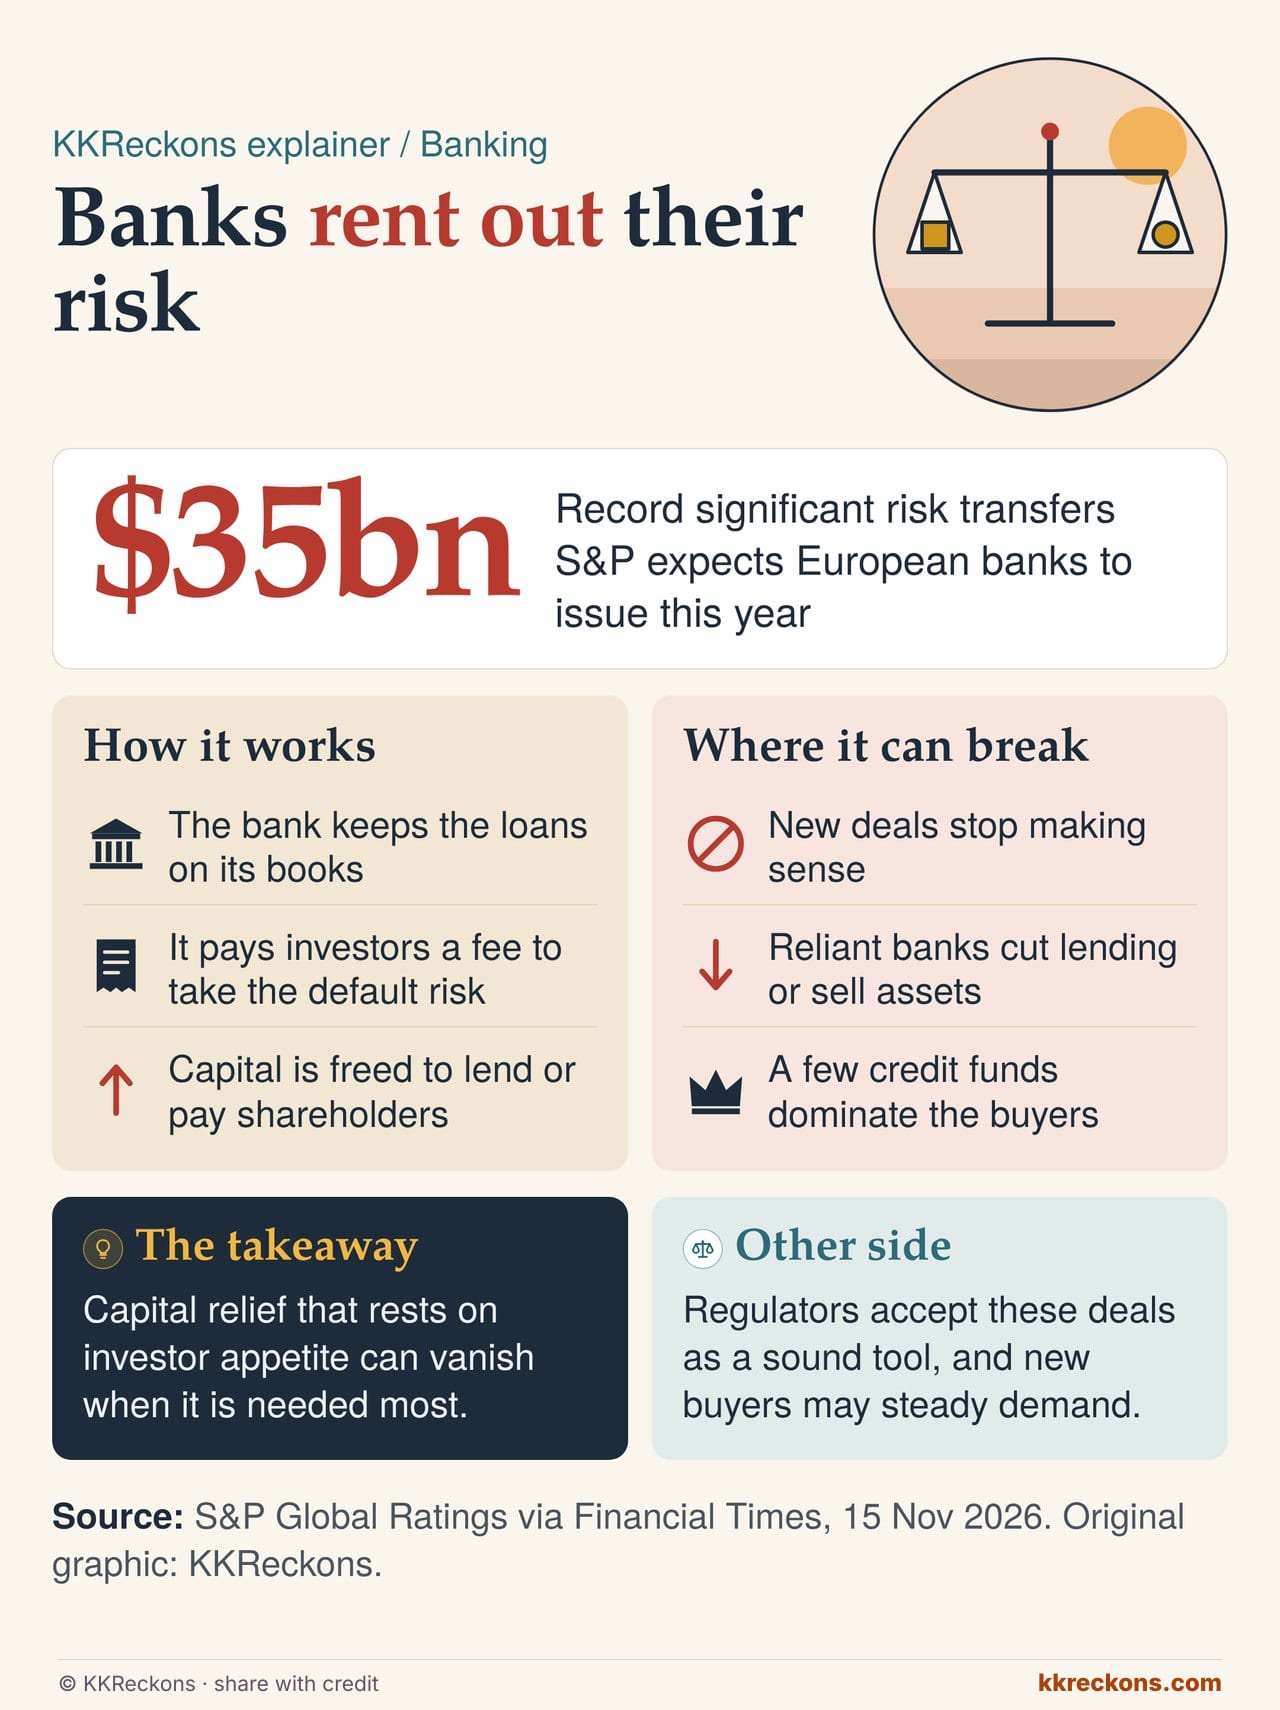 KKReckons explainer / Banking
Banks rent out their
risk
$35bn
Record significant risk transfers
S&P expects European banks to
issue this year
How it works
The bank keeps the loans
on its books
It pays investors a fee to
take the default risk
Capital is freed to lend or
pay shareholders
Where it can break
New deals stop making
sense
Reliant banks cut lending
or sell assets
A few credit funds
dominate the buyers
The takeaway
Capital relief that rests on
investor appetite can vanish
when it is needed most.
Other side
Regulators accept these deals
as a sound tool, and new
buyers may steady demand.
Source: S&P Global Ratings via Financial Times, 15 Nov 2026. Original
graphic: KKReckons.
© KKReckons · share with credit
kkreckons.com